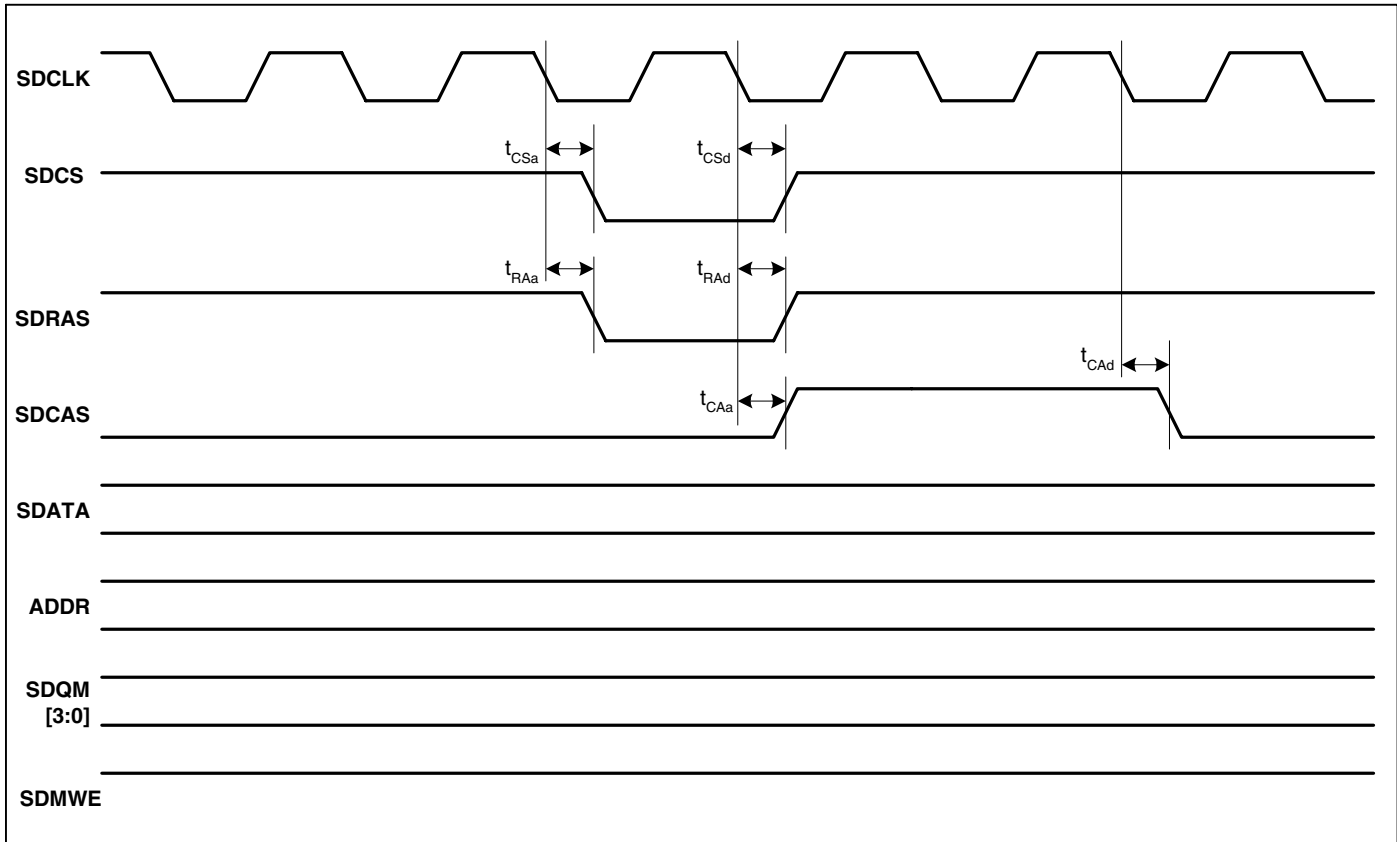 SDCLK
tCSa
tCSd
SDCS
tRAa
tRAd
SDRAS
tCAd
tCAa
SDCAS
SDATA
ADDR
SDQM
[3:0]
SDMWE